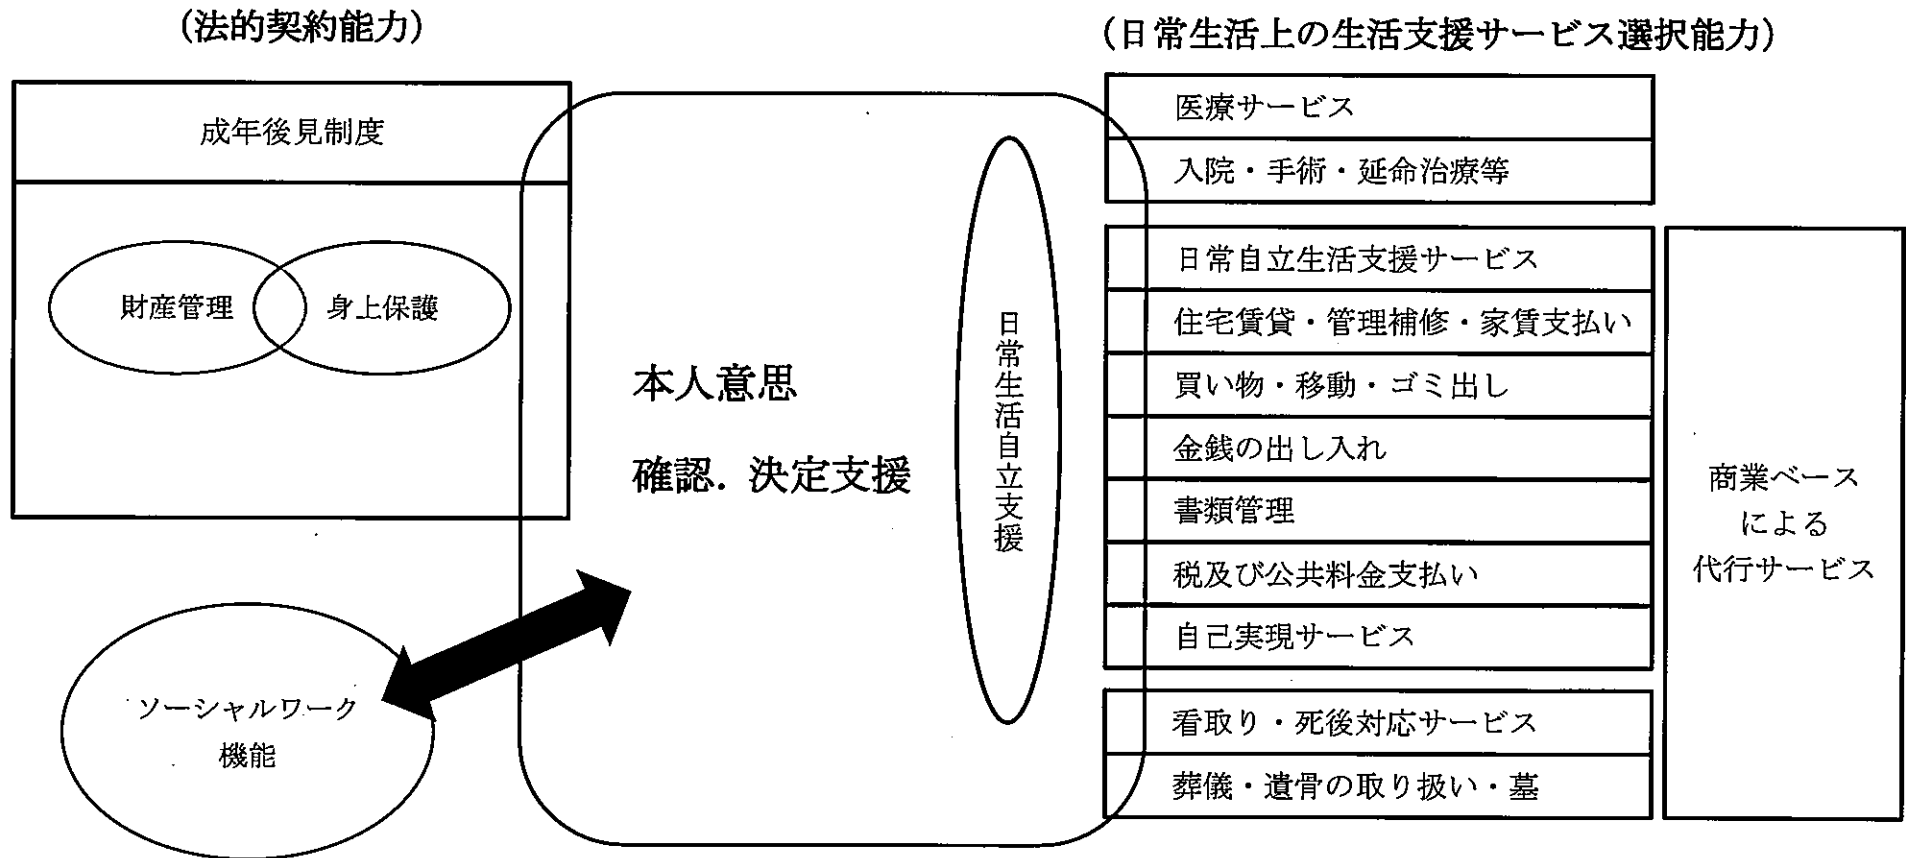 (法的契約能力)
(日常生活上の生活支援サービス選択能力)
成年後見制度
財産管理
身上保護
ソーシャルワーク
機能
本人意思
確認．決定支援
日常生活自立支援
医療サービス
入院・手術・延命治療等
日常自立生活支援サービス
住宅賃貸・管理補修・家賃支払い
買い物・移動・ゴミ出し
金銭の出し入れ
書類管理
税及び公共料金支払い
自己実現サービス
看取り・死後対応サービス
葬儀・遺骨の取り扱い・墓
商業ベース
による
代行サービス